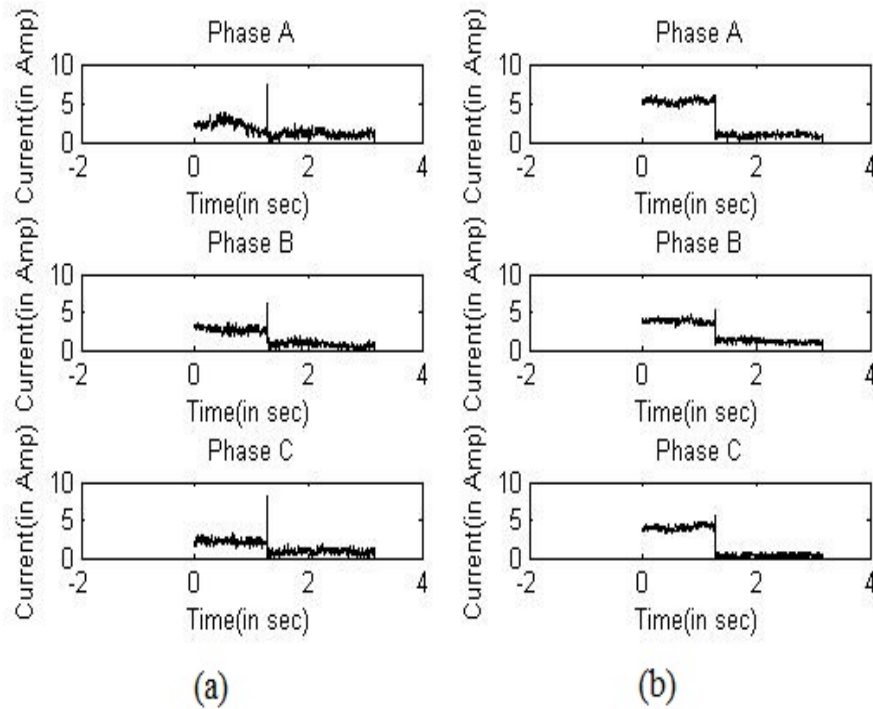 Phase A
Current(in Amp)
10
5
0
-2 0 2 4
Time(in sec)
Phase B
Current(in Amp)
10
5
0
-2 0 2 4
Time(in sec)
Phase C
Current(in Amp)
10
5
0
-2 0 2 4
Time(in sec)
(a)
Phase A
Current(in Amp)
10
5
0
-2 0 2 4
Time(in sec)
Phase B
Current(in Amp)
10
5
0
-2 0 2 4
Time(in sec)
Phase C
Current(in Amp)
10
5
0
-2 0 2 4
Time(in sec)
(b)